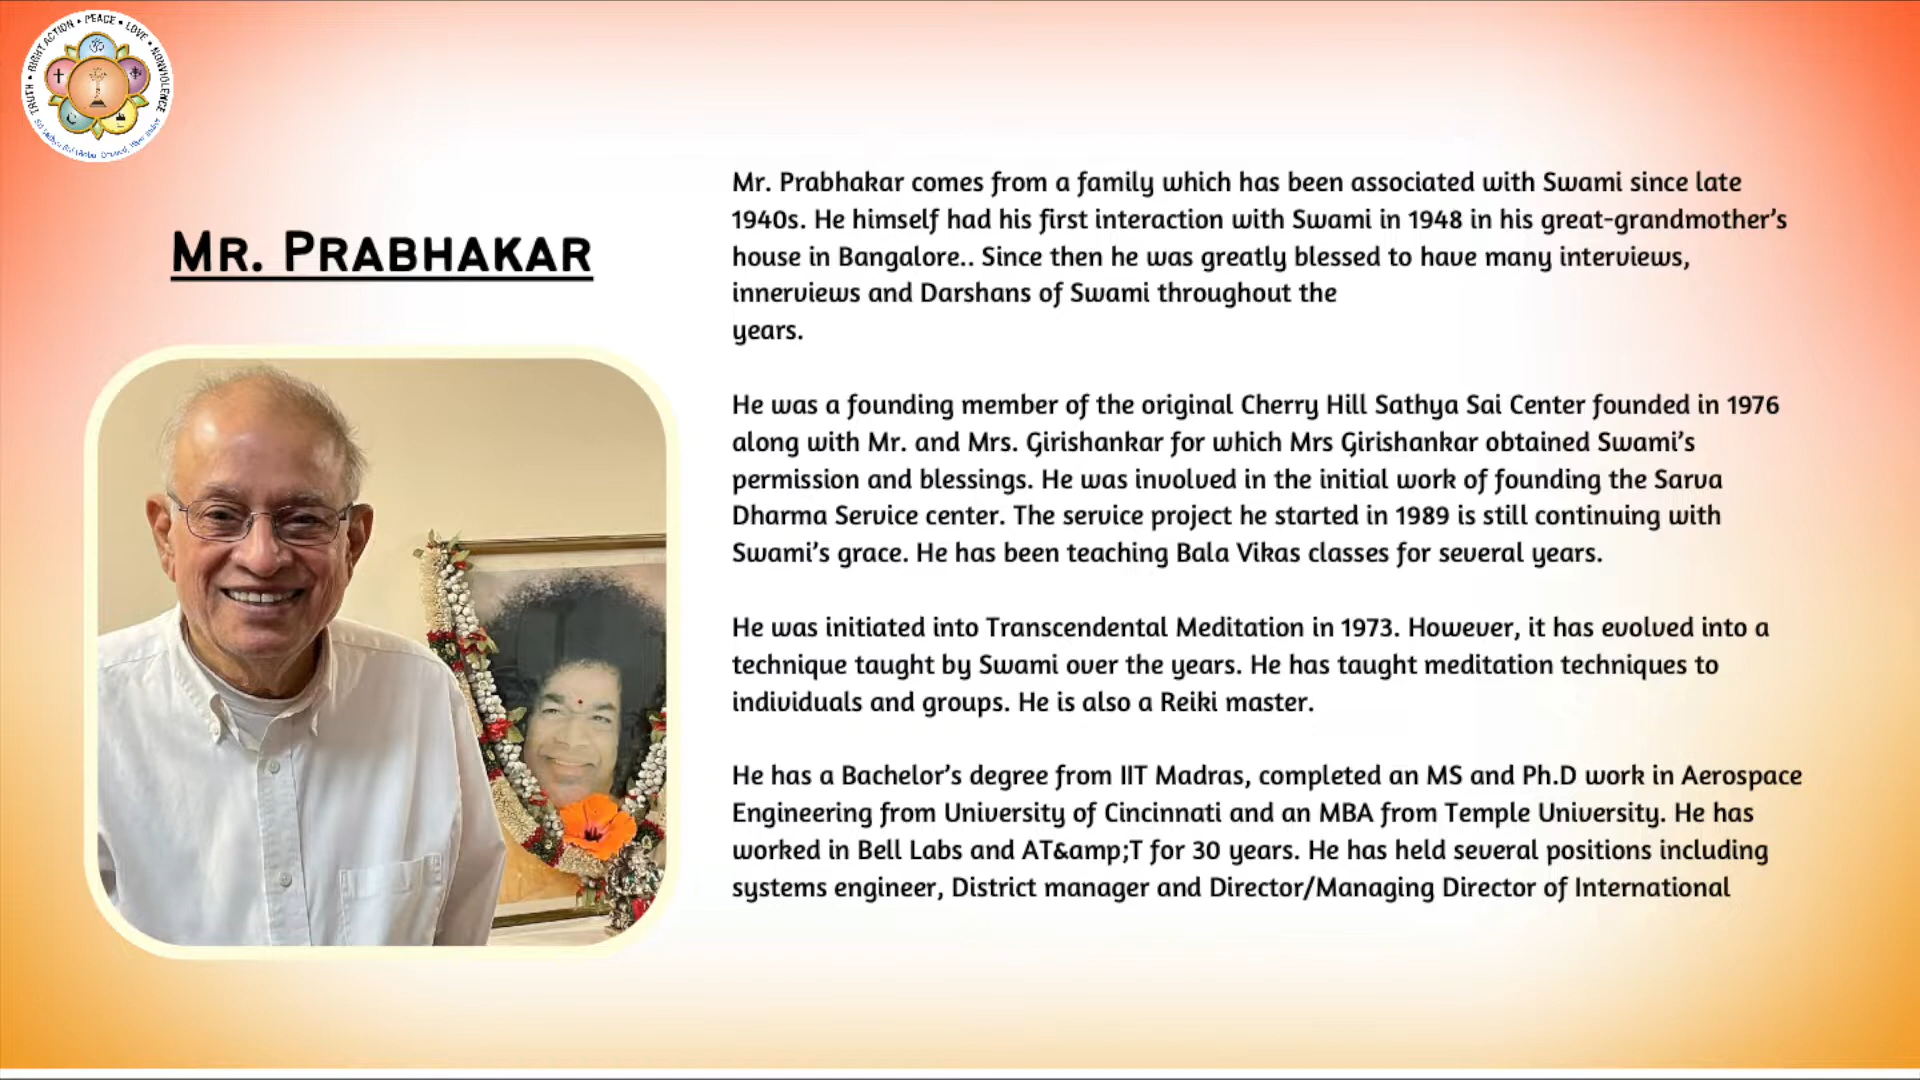 TRUTH • RIGHT ACTION • PEACE • LOVE • NONVIOLENCE
MR. PRABHAKAR
Mr. Prabhakar comes from a family which has been associated with Swami since late
1940s. He himself had his first interaction with Swami in 1948 in his great-grandmother's
house in Bangalore.. Since then he was greatly blessed to have many interviews,
innerviews and Darshans of Swami throughout the
years.
He was a founding member of the original Cherry Hill Sathya Sai Center founded in 1976
along with Mr. and Mrs. Girishankar for which Mrs Girishankar obtained Swami's
permission and blessings. He was involved in the initial work of founding the Sarva
Dharma Service center. The service project he started in 1989 is still continuing with
Swami's grace. He has been teaching Bala Vikas classes for several years.
He was initiated into Transcendental Meditation in 1973. However, it has evolved into a
technique taught by Swami over the years. He has taught meditation techniques to
individuals and groups. He is also a Reiki master.
He has a Bachelor's degree from IIT Madras, completed an MS and Ph.D work in Aerospace
Engineering from University of Cincinnati and an MBA from Temple University. He has
worked in Bell Labs and AT&amp;T for 30 years. He has held several positions including
systems engineer, District manager and Director/Managing Director of International